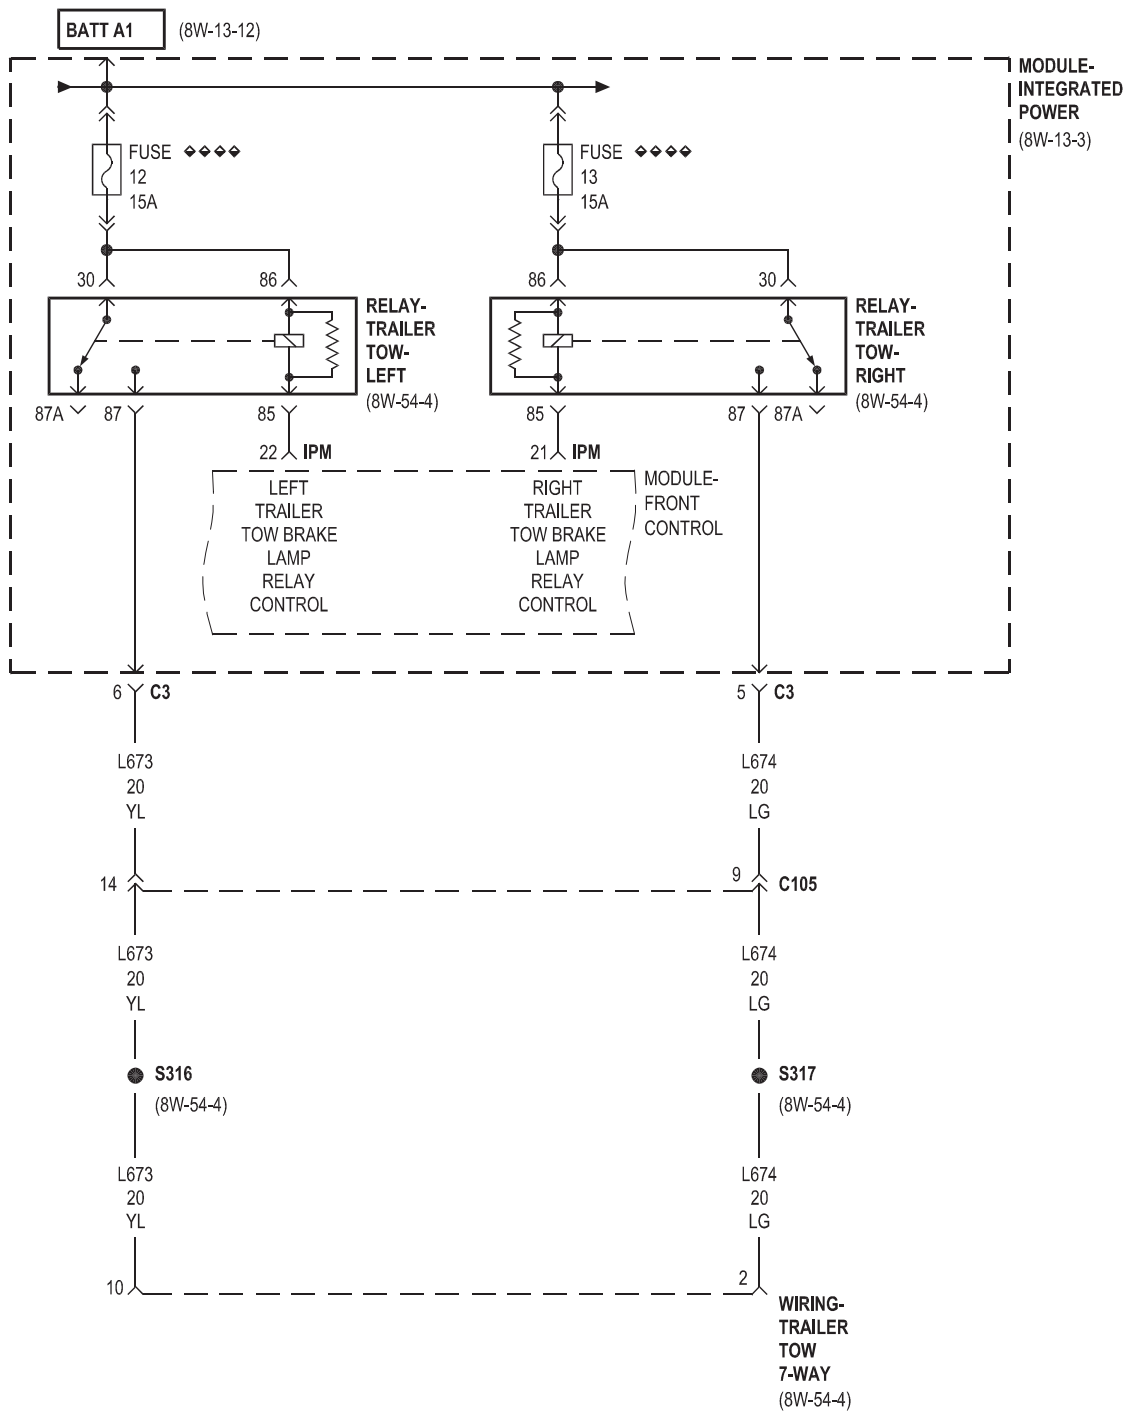 BATT A1 (8W-13-12)
MODULE-
INTEGRATED
POWER
(8W-13-3)
FUSE
12
15A
FUSE
13
15A
30
86
86
30
RELAY-
TRAILER
TOW-
LEFT
(8W-54-4)
RELAY-
TRAILER
TOW-
RIGHT
(8W-54-4)
87A
87
85
85
87
87A
22 IPM
21 IPM
LEFT
TRAILER
TOW BRAKE
LAMP
RELAY
CONTROL
RIGHT
TRAILER
TOW BRAKE
LAMP
RELAY
CONTROL
MODULE-
FRONT
CONTROL
6 C3
5 C3
L673
20
YL
L674
20
LG
14
9
C105
L673
20
YL
L674
20
LG
S316
(8W-54-4)
S317
(8W-54-4)
L673
20
YL
L674
20
LG
10
2
WIRING-
TRAILER
TOW
7-WAY
(8W-54-4)